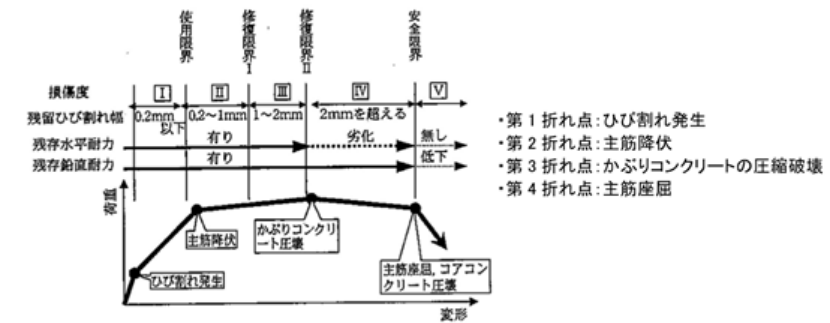 使用限界
修復限界Ⅰ
修復限界Ⅱ
安全限界
損傷度 Ⅰ Ⅱ Ⅲ Ⅳ Ⅴ
残留ひび割れ幅 0.2mm以下 0.2～1mm 1～2mm 2mmを超える
残存水平耐力 有り 劣化 無し
残存鉛直耐力 有り 低下
荷重
主筋降伏
かぶりコンクリ
ート圧壊
ひび割れ発生
主筋座屈,コアコン
クリート圧壊
変形
・第1折れ点：ひび割れ発生
・第2折れ点：主筋降伏
・第3折れ点：かぶりコンクリートの圧縮破壊
・第4折れ点：主筋座屈